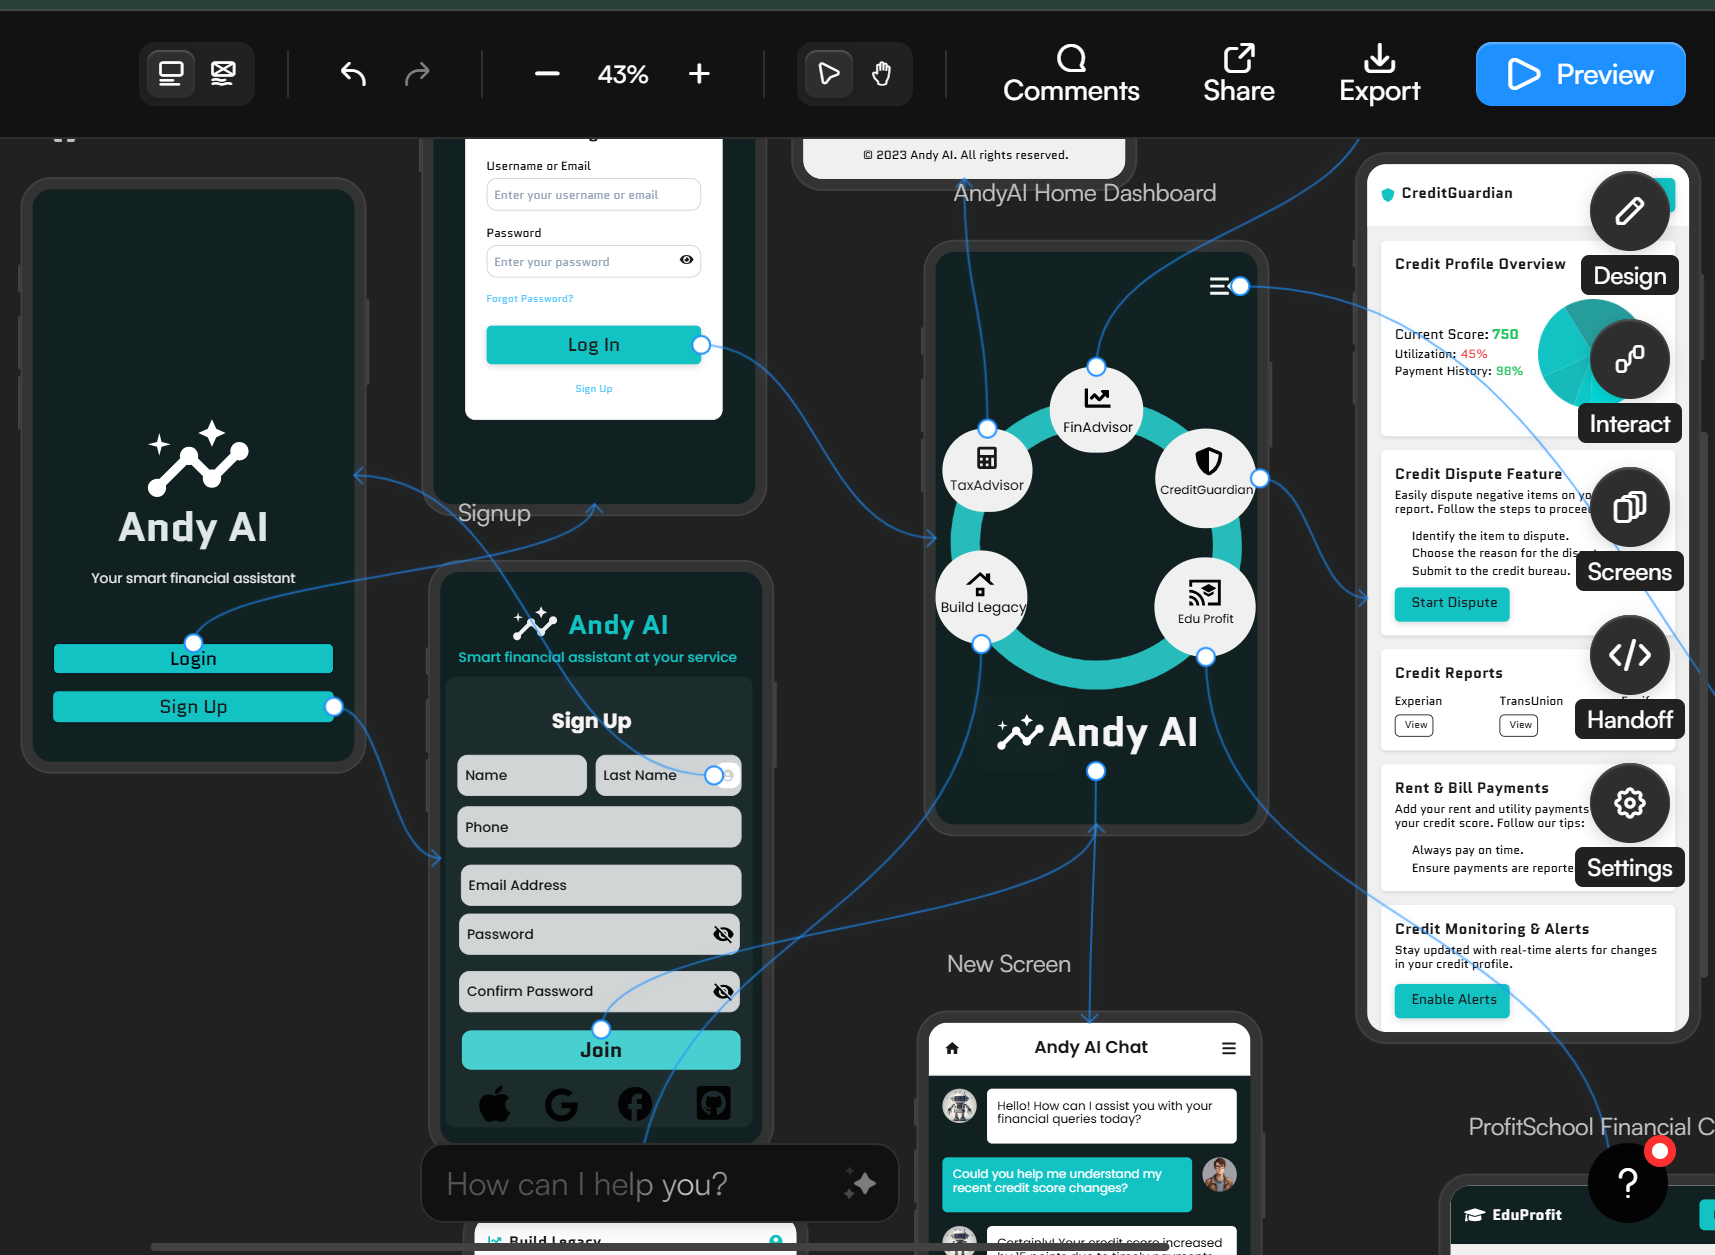 43%
Comments
Share
Export
Preview
Username or Email
Enter your username or email
Password
Enter your password
Forgot Password?
Log In
Sign Up
© 2023 Andy AI. All rights reserved.
AndyAI Home Dashboard
FinAdvisor
TaxAdvisor
CreditGuardian
Build Legacy
Edu Profit
Andy AI
Andy AI
Your smart financial assistant
Login
Sign Up
Signup
Andy AI
Smart financial assistant at your service
Sign Up
Name
Last Name
Phone
Email Address
Password
Confirm Password
Join
How can I help you?
Build Legacy
New Screen
Andy AI Chat
Hello! How can I assist you with your
financial queries today?
Could you help me understand my
recent credit score changes?
Certainly! Your credit score increased
by 15 points due to timely payments
CreditGuardian
Credit Profile Overview
Current Score: 750
Utilization: 45%
Payment History: 98%
Credit Dispute Feature
Easily dispute negative items on yo
report. Follow the steps to procee
Identify the item to dispute.
Choose the reason for the dis
Submit to the credit bureau.
Start Dispute
Credit Reports
Experian
TransUnion
View
View
Rent & Bill Payments
Add your rent and utility payments
your credit score. Follow our tips:
Always pay on time.
Ensure payments are reporte
Credit Monitoring & Alerts
Stay updated with real-time alerts for changes
in your credit profile.
Enable Alerts
Design
Interact
Screens
Handoff
Settings
ProfitSchool Financial C
?
EduProfit